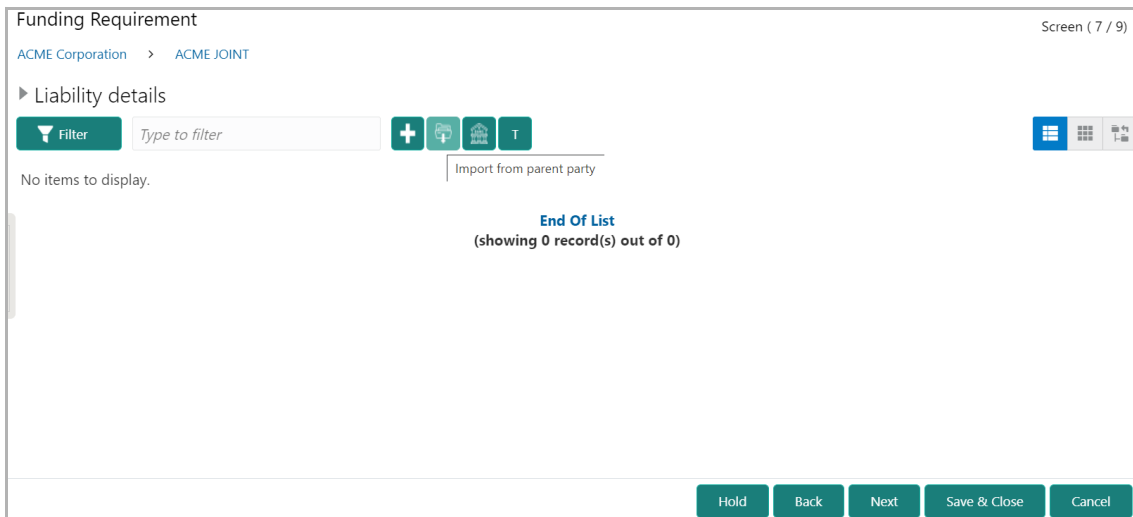 Funding Requirement
Screen ( 7 / 9)
ACME Corporation > ACME JOINT
Liability details
Filter
Type to filter
T
Import from parent party
No items to display.
End Of List
(showing 0 record(s) out of 0)
Hold Back Next Save & Close Cancel